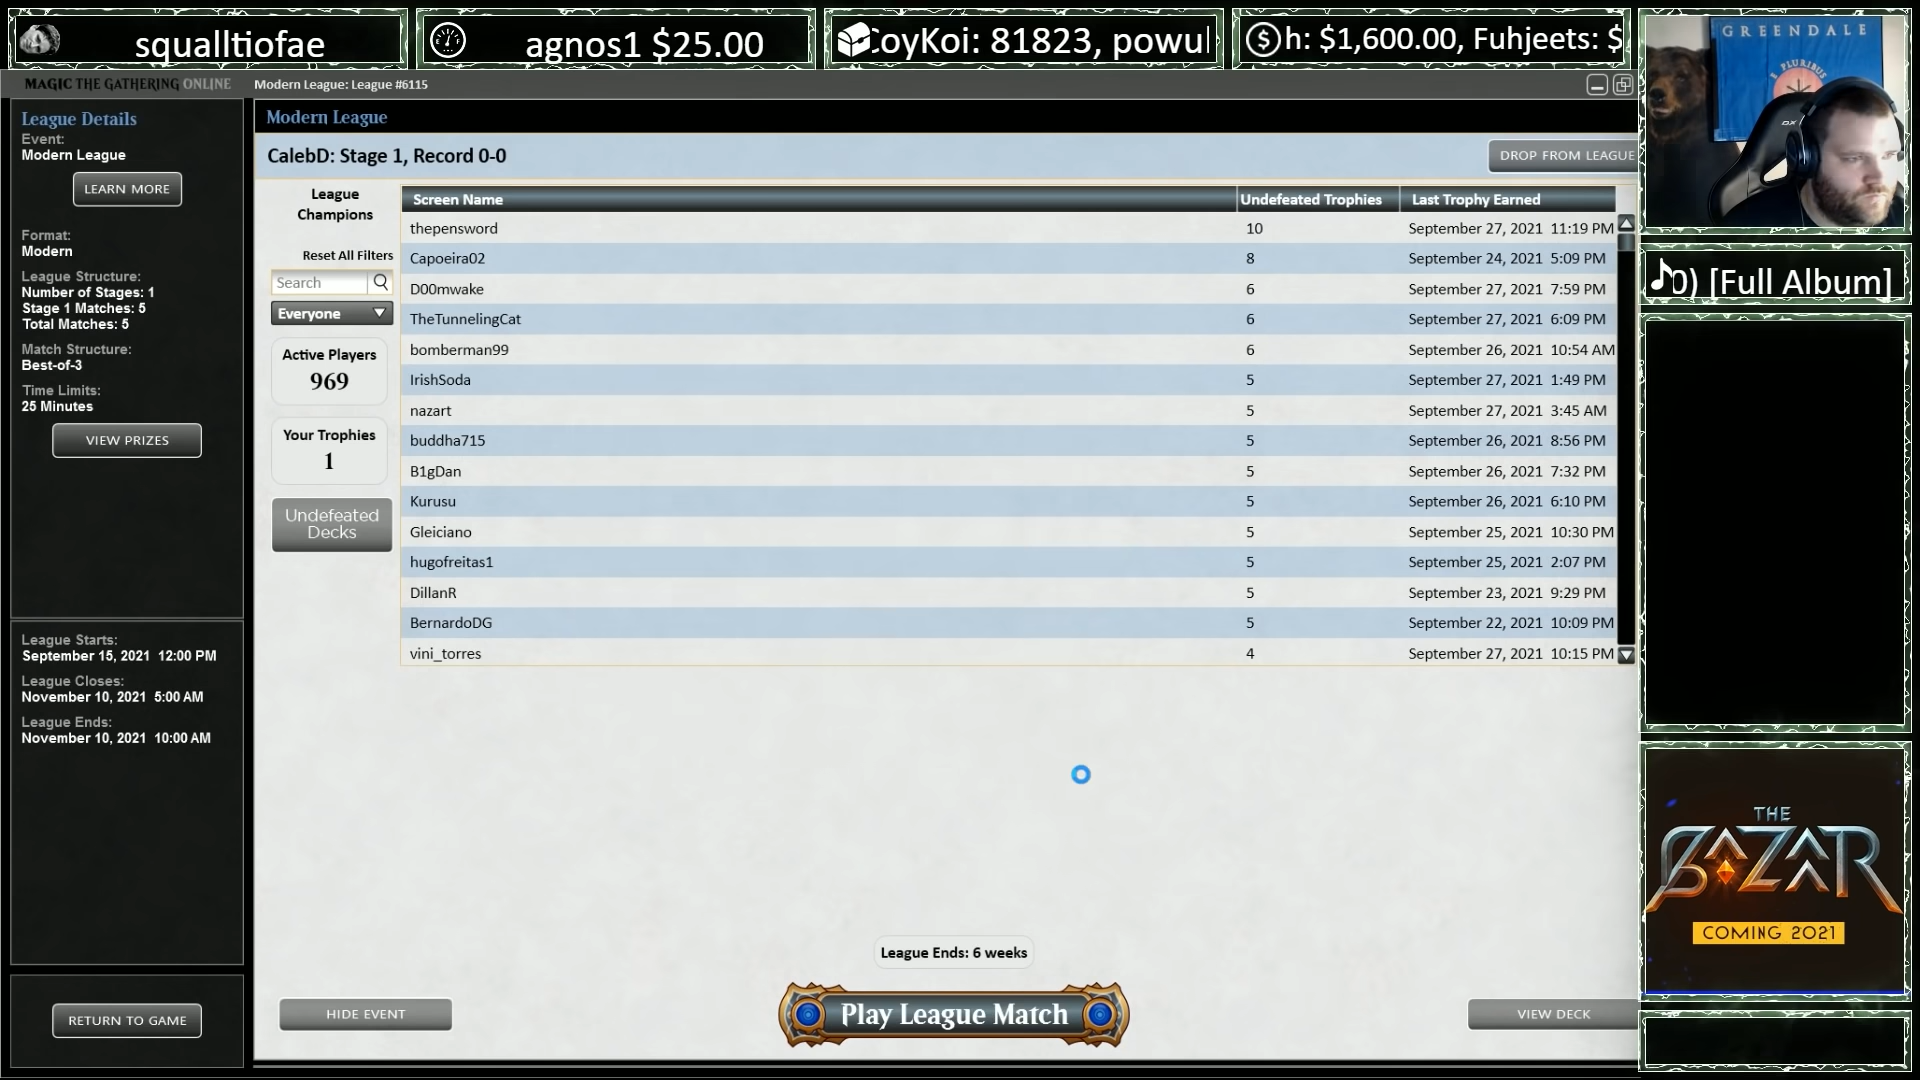 squalltiofae
agnos1 $25.00
CoyKoi: 81823, powul
h: $1,600.00, Fuhjeets: $
GREENDALE
E PLURIBUS
MAGIC THE GATHERING ONLINE
Modern League: League #6115
League Details
Event:
Modern League
LEARN MORE
Format:
Modern
League Structure:
Number of Stages: 1
Stage 1 Matches: 5
Total Matches: 5
Match Structure:
Best-of-3
Time Limits:
25 Minutes
VIEW PRIZES
League Starts:
September 15, 2021 12:00 PM
League Closes:
November 10, 2021 5:00 AM
League Ends:
November 10, 2021 10:00 AM
RETURN TO GAME
Modern League
CalebD: Stage 1, Record 0-0
DROP FROM LEAGUE
League
Champions
Reset All Filters
Search
Everyone
Active Players
969
Your Trophies
1
Undefeated
Decks
Screen Name Undefeated Trophies Last Trophy Earned
thepensword 10 September 27, 2021 11:19 PM
Capoeira02 8 September 24, 2021 5:09 PM
D00mwake 6 September 27, 2021 7:59 PM
TheTunnelingCat 6 September 27, 2021 6:09 PM
bomberman99 6 September 26, 2021 10:54 AM
IrishSoda 5 September 27, 2021 1:49 PM
nazart 5 September 27, 2021 3:45 AM
buddha715 5 September 26, 2021 8:56 PM
B1gDan 5 September 26, 2021 7:32 PM
Kurusu 5 September 26, 2021 6:10 PM
Gleiciano 5 September 25, 2021 10:30 PM
hugofreitas1 5 September 25, 2021 2:07 PM
DillanR 5 September 23, 2021 9:29 PM
BernardoDG 5 September 22, 2021 10:09 PM
vini_torres 4 September 27, 2021 10:15 PM
League Ends: 6 weeks
HIDE EVENT
Play League Match
VIEW DECK
0) [Full Album]
THE
BAZAAR
COMING 2021